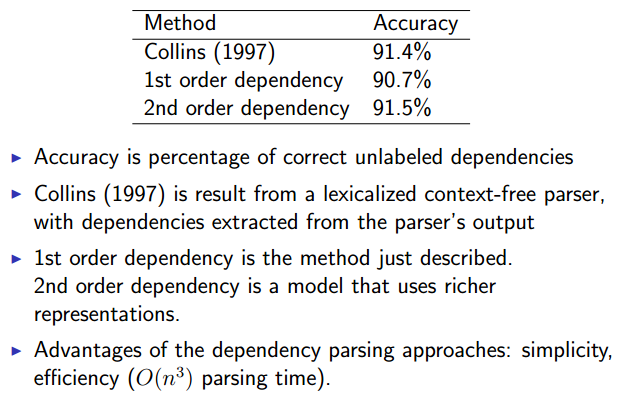 Method Accuracy
Collins (1997) 91.4%
1st order dependency 90.7%
2nd order dependency 91.5%
► Accuracy is percentage of correct unlabeled dependencies
► Collins (1997) is result from a lexicalized context-free parser,
with dependencies extracted from the parser's output
► 1st order dependency is the method just described.
2nd order dependency is a model that uses richer
representations.
► Advantages of the dependency parsing approaches: simplicity,
efficiency (O(n³) parsing time).